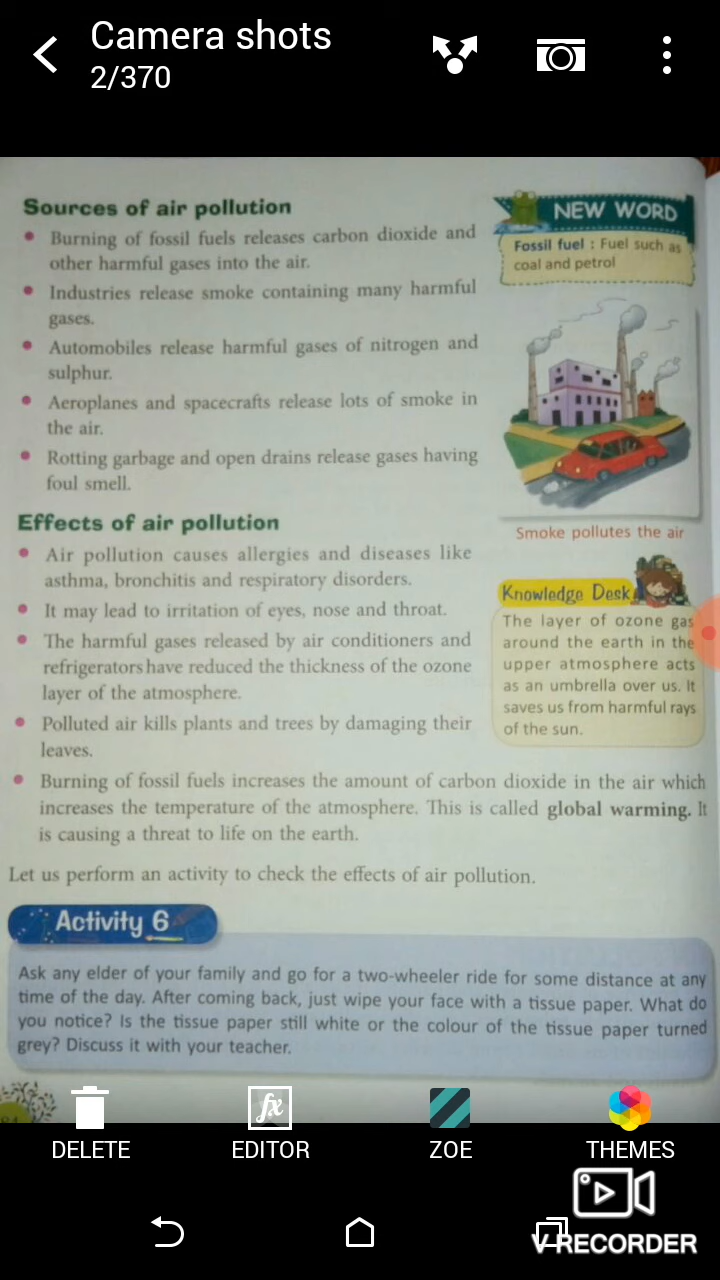 Camera shots
2/370
Sources of air pollution
• Burning of fossil fuels releases carbon dioxide and
other harmful gases into the air.
• Industries release smoke containing many harmful
gases.
• Automobiles release harmful gases of nitrogen and
sulphur.
• Aeroplanes and spacecrafts release lots of smoke in
the air.
• Rotting garbage and open drains release gases having
foul smell.
NEW WORD
Fossil fuel : Fuel such as
coal and petrol
Smoke pollutes the air
Effects of air pollution
• Air pollution causes allergies and diseases like
asthma, bronchitis and respiratory disorders.
• It may lead to irritation of eyes, nose and throat.
• The harmful gases released by air conditioners and
refrigerators have reduced the thickness of the ozone
layer of the atmosphere.
• Polluted air kills plants and trees by damaging their
leaves.
Knowledge Desk
The layer of ozone gas
around the earth in the
upper atmosphere acts
as an umbrella over us. It
saves us from harmful rays
of the sun.
• Burning of fossil fuels increases the amount of carbon dioxide in the air which
increases the temperature of the atmosphere. This is called global warming. It
is causing a threat to life on the earth.
Let us perform an activity to check the effects of air pollution.
Activity 6
Ask any elder of your family and go for a two-wheeler ride for some distance at any
time of the day. After coming back, just wipe your face with a tissue paper. What do
you notice? Is the tissue paper still white or the colour of the tissue paper turned
grey? Discuss it with your teacher.
fx
DELETE EDITOR ZOE THEMES
V RECORDER